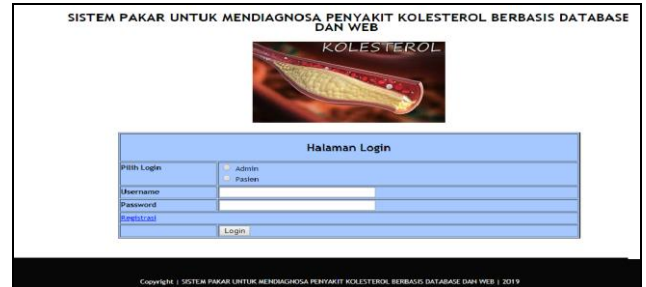 SISTEM PAKAR UNTUK MENDIAGNOSA PENYAKIT KOLESTEROL BERBASIS DATABASE
DAN WEB
KOLESTEROL
Halaman Login
Pilih Login
Admin
Pasien
Username
Password
Registrasi
Login
Copyright | SISTEM PAKAR UNTUK MENDIAGNOSA PENYAKIT KOLESTEROL BERBASIS DATABASE DAN WEB | 2019